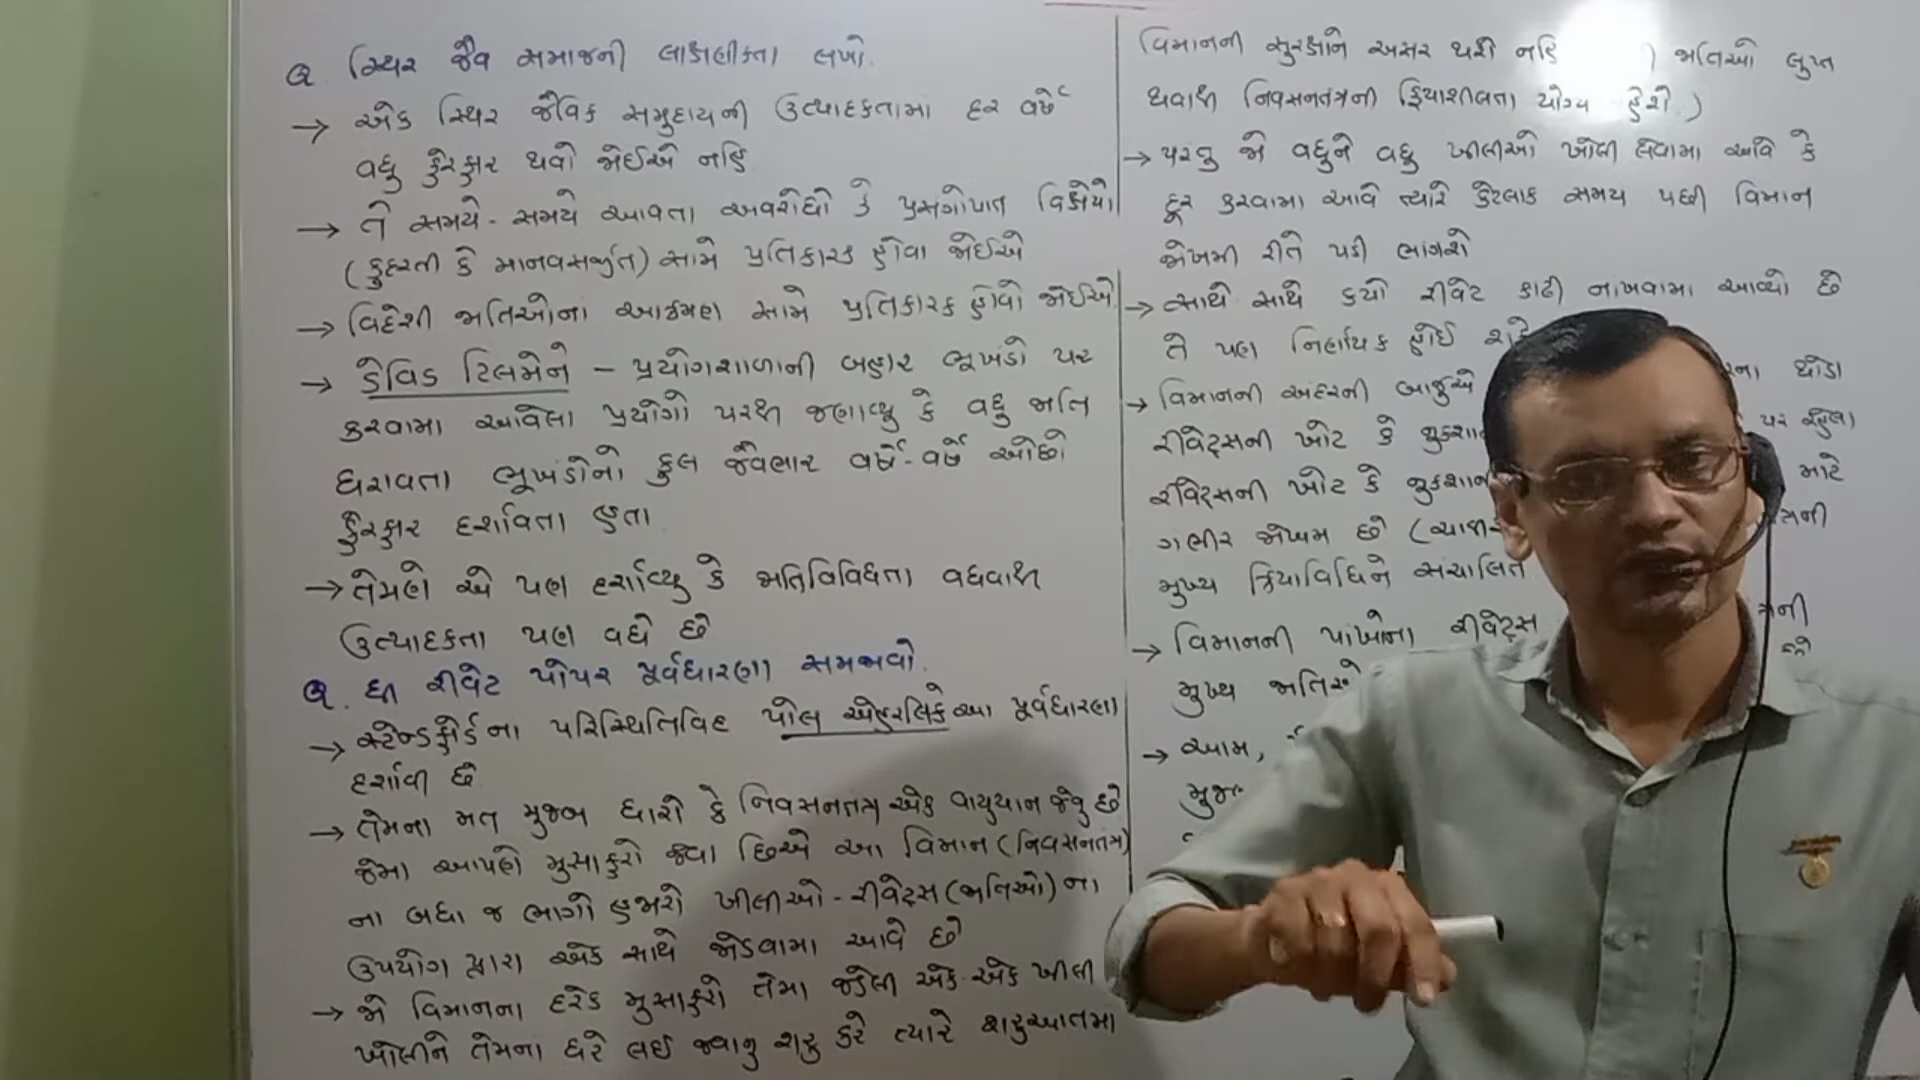 Q. સ્થિર જૈવ સમાજની લાક્ષણીકતા લખો.
→ એક સ્થિર જૈવિક સમુદાયની ઉત્પાદકતામાં દર વર્ષે
વધુ ફેરફાર થવો જોઈએ નહિ
→ તે સમયે-સમયે આવતા અવરોધો કે પ્રસંગોપાત વિક્ષેપો
(કુદરતી કે માનવસર્જીત) સામે પ્રતિકારક હોવા જોઈએ
→ વિદેશી જાતિઓના આક્રમણ સામે પ્રતિકારક હોવો જોઈએ
→ ડેવિડ ટિલમેને - પ્રયોગશાળાની બહાર ભૂખંડો પર
કરવામા આવેલા પ્રયોગો પરથી જણાવ્યુ કે વધુ જાતિ
ધરાવતા ભૂખંડોનો કુલ જૈવભાર વર્ષે-વર્ષે ઓછો
ફેરફાર દર્શાવતા હતા
→ તેમણે એ પણ દર્શાવ્યુ કે જાતિવિવિધતા વધવાથી
ઉત્પાદકતા પણ વધે છે
Q. ધ રીવેટ પોપર પૂર્વધારણા સમજાવો.
→ સ્ટેન્ડફોર્ડના પરિસ્થિતિવિદ પોલ એહરલિકે આ પૂર્વધારણા
દર્શાવી છે
→ તેમના મત મુજબ ધારો કે નિવસનતંત્ર એક વાયુયાન જેવુ છે
જેમા આપણે મુસાફરો જેવા છિએ આ વિમાન (નિવસનતંત્ર)
ના બધા જ ભાગો હજારો ખીલીઓ - રીવેટ્સ (જાતિઓ) ના
ઉપયોગ દ્વારા એક સાથે જોડવામા આવે છે
→ જો વિમાનના દરેક મુસાફરો તેમા જડેલી એક-એક ખીલી
ખોલીને તેમના ઘરે લઈ જવાનુ શરૂ કરે ત્યારે શરૂઆતમા
વિમાનની સુરક્ષાને અસર થશે નહિ ) જાતિઓ લુપ્ત
થવાથી નિવસનતંત્રની ક્રિયાશીલતા યોગ્ય હશે.)
→ પરંતુ જો વધુને વધુ ખીલીઓ ખોલી લેવામા આવે કે
દૂર કરવામા આવે ત્યારે કેટલાક સમય પછી વિમાન
જોખમી રીતે પડી ભાંગશે
→ સાથે સાથે કયો રીવેટ કાઢી નાખવામા આવ્યો છે
તે પણ નિર્ણાયક હોઈ
→ વિમાનની અંદરની બાજુએ થોડા
રીવેટ્સની ખોટ કે પર રહેલા
રીવેટ્સની ખોટ કે નુકશાન માટે
ગંભીર જોખમ છે
મુખ્ય ક્રિયાવિધિને સંચાલિત
→ વિમાનની પાંખોના રીવેટ્સ
મુખ્ય
→ આમ,